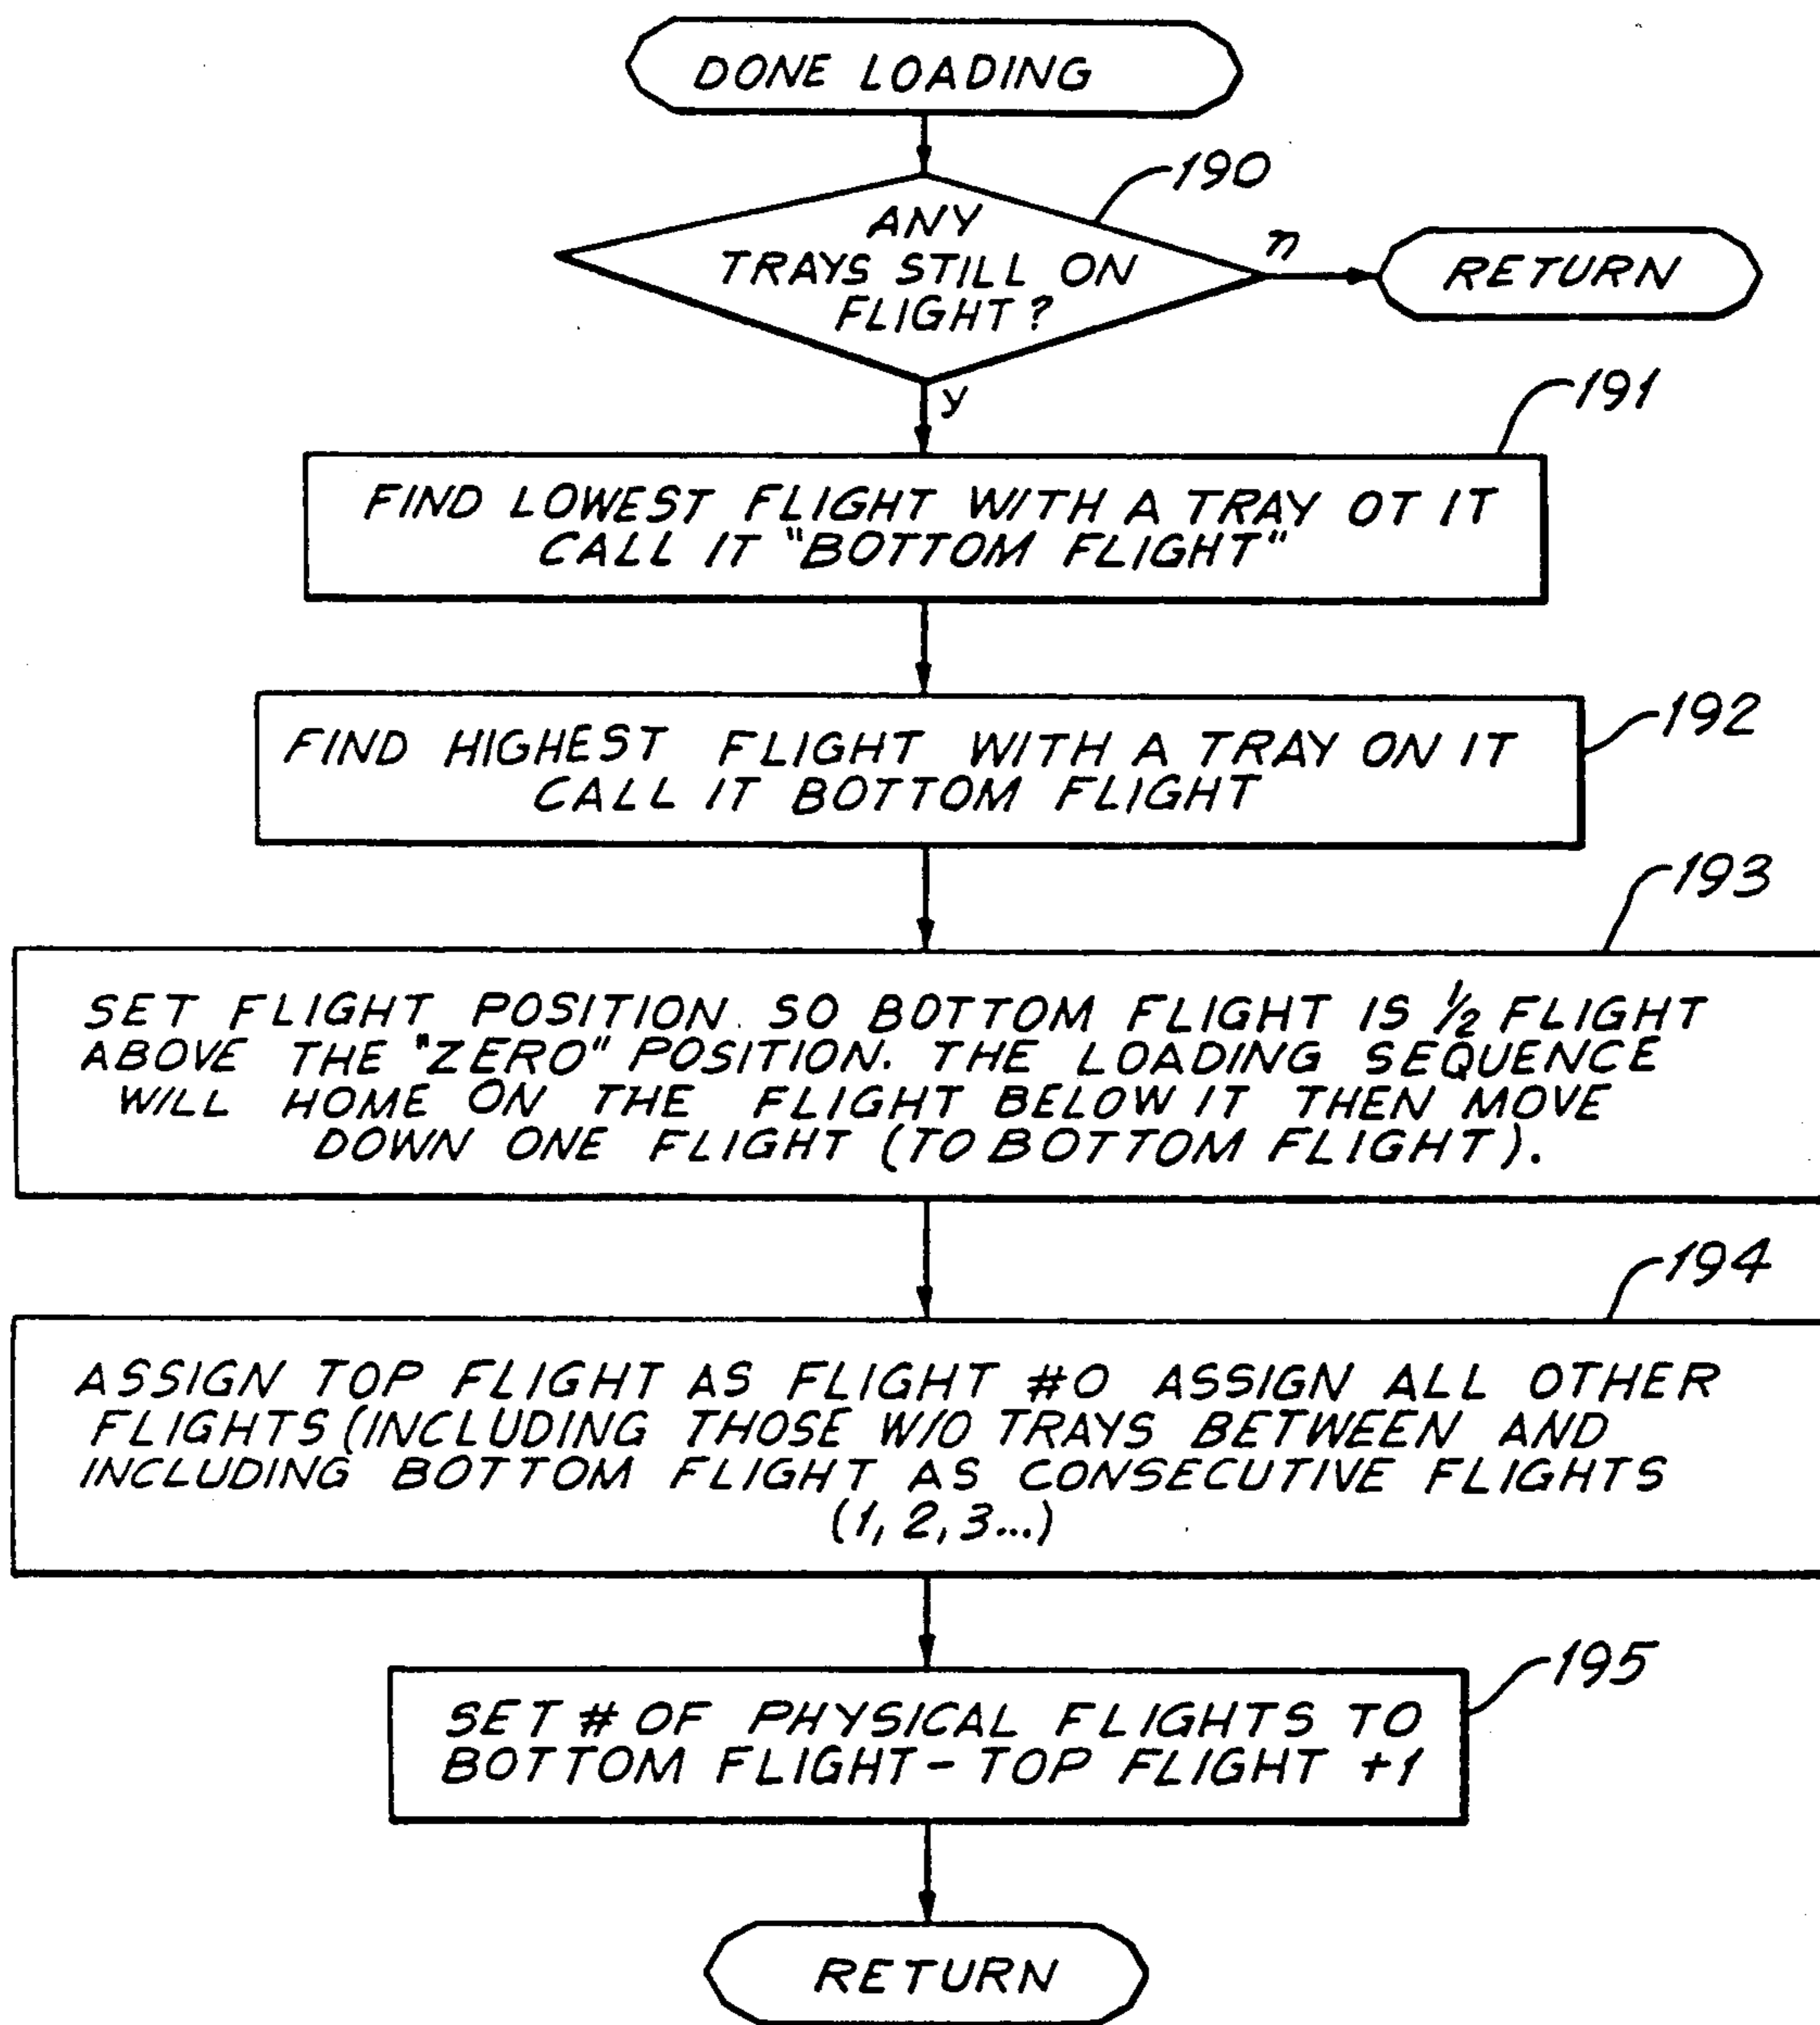 DONE LOADING
190
ANY
TRAYS STILL ON
FLIGHT?
n
RETURN
y
191
FIND LOWEST FLIGHT WITH A TRAY OT IT
CALL IT "BOTTOM FLIGHT"
192
FIND HIGHEST FLIGHT WITH A TRAY ON IT
CALL IT BOTTOM FLIGHT
193
SET FLIGHT POSITION. SO BOTTOM FLIGHT IS 1/2 FLIGHT
ABOVE THE "ZERO" POSITION. THE LOADING SEQUENCE
WILL HOME ON THE FLIGHT BELOW IT THEN MOVE
DOWN ONE FLIGHT (TO BOTTOM FLIGHT).
194
ASSIGN TOP FLIGHT AS FLIGHT #0 ASSIGN ALL OTHER
FLIGHTS (INCLUDING THOSE W/O TRAYS BETWEEN AND
INCLUDING BOTTOM FLIGHT AS CONSECUTIVE FLIGHTS
(1, 2, 3...)
195
SET # OF PHYSICAL FLIGHTS TO
BOTTOM FLIGHT - TOP FLIGHT +1
RETURN